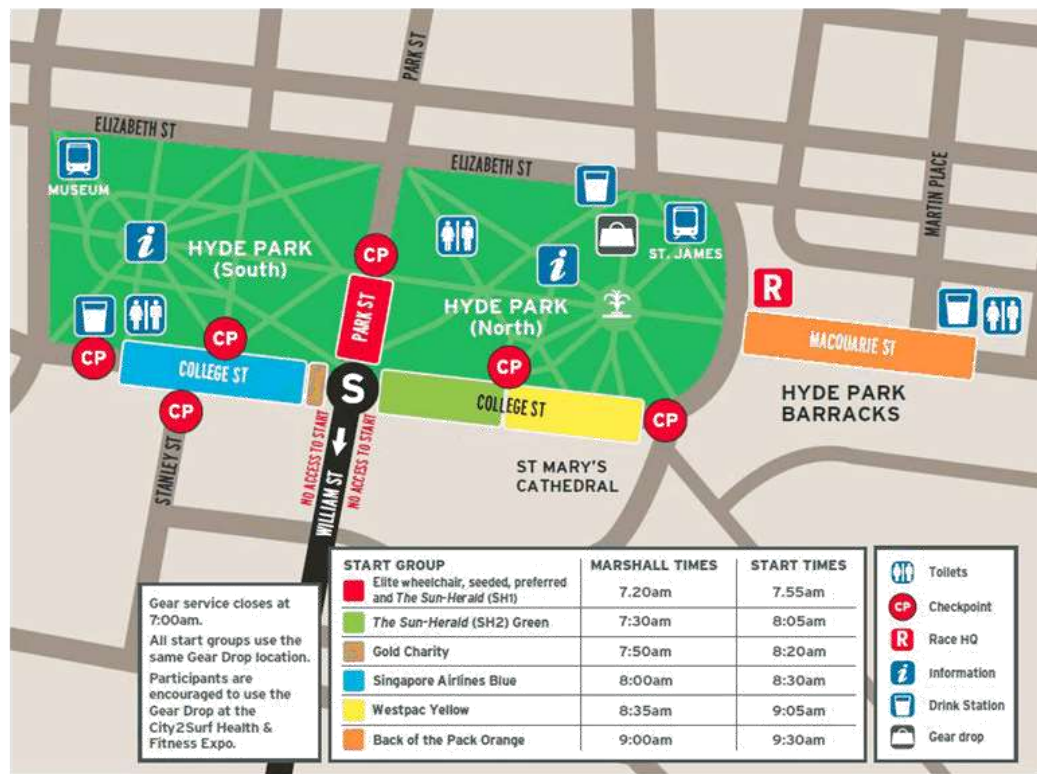 PARK ST
ELIZABETH ST
ELIZABETH ST
MARTIN PLACE
MUSEUM
i
HYDE PARK
(South)
CP
i
ST. JAMES
HYDE PARK
(North)
R
PARK ST
MACQUARIE ST
CP
CP
COLLEGE ST
S
CP
COLLEGE ST
CP
CP
HYDE PARK
BARRACKS
STANLEY ST
NO ACCESS TO START
WILLIAM ST
NO ACCESS TO START
ST MARY'S
CATHEDRAL
Gear service closes at
7:00am.
All start groups use the
same Gear Drop location.
Participants are
encouraged to use the
Gear Drop at the
City2Surf Health &
Fitness Expo.
START GROUP MARSHALL TIMES START TIMES
Elite wheelchair, seeded, preferred
and The Sun-Herald (SH1) 7.20am 7.55am
The Sun-Herald (SH2) Green 7:30am 8:05am
Gold Charity 7:50am 8:20am
Singapore Airlines Blue 8:00am 8:30am
Westpac Yellow 8:35am 9:05am
Back of the Pack Orange 9:00am 9:30am
Toilets
CP Checkpoint
R Race HQ
i Information
Drink Station
Gear drop